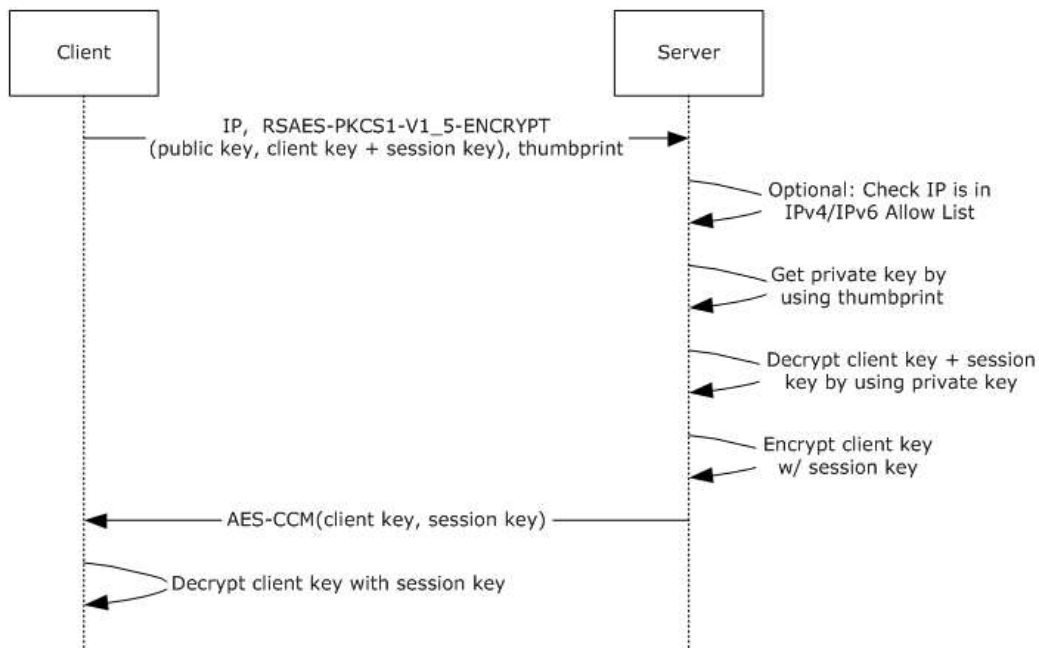 Client
Server
IP, RSAES-PKCS1-V1_5-ENCRYPT
(public key, client key + session key), thumbprint
Optional: Check IP is in
IPv4/IPv6 Allow List
Get private key by
using thumbprint
Decrypt client key + session
key by using private key
Encrypt client key
w/ session key
AES-CCM(client key, session key)
Decrypt client key with session key